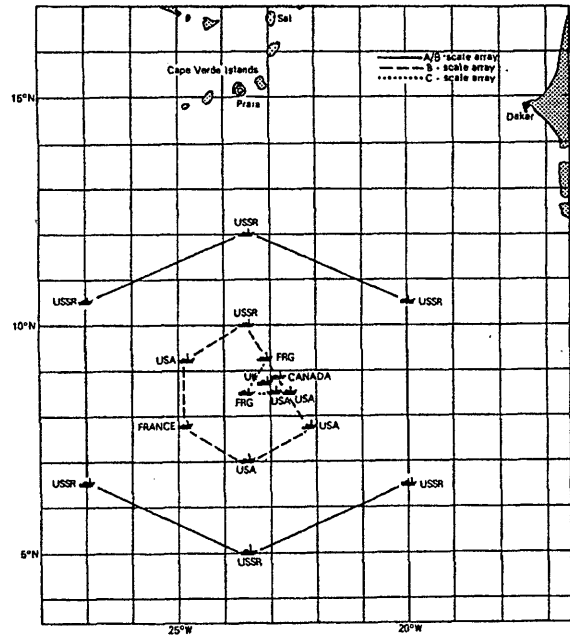 Sal
Cape Verde Islands
Praia
A/B - scale array
B - scale array
C - scale array
15°N
Dakar
USSR
USSR
USSR
10°N
USSR
USA
FRG
CANADA
FRG
USA
USA
FRANCE
USA
USA
USSR
USSR
5°N
USSR
25°W
20°W